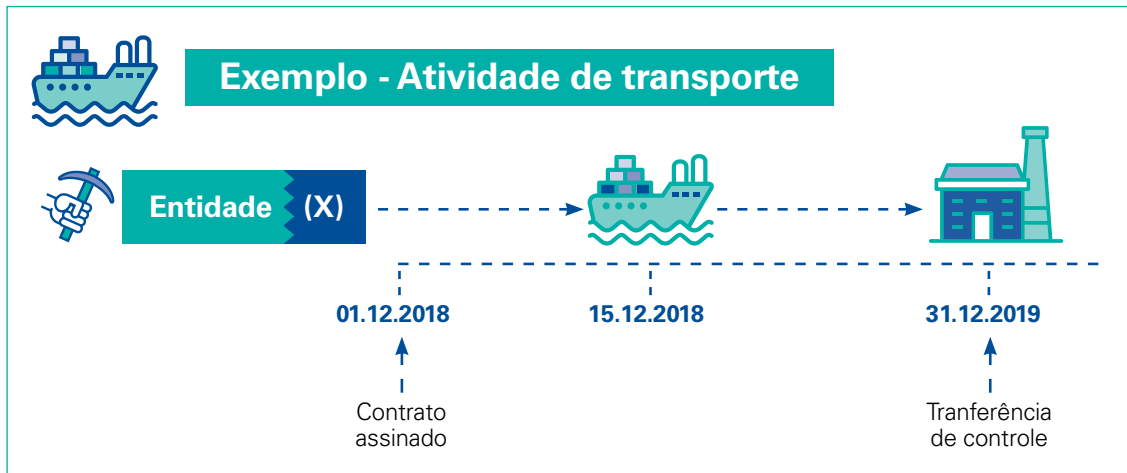 Exemplo - Atividade de transporte
Entidade (X)
01.12.2018
15.12.2018
31.12.2019
Contrato
assinado
Tranferência
de controle